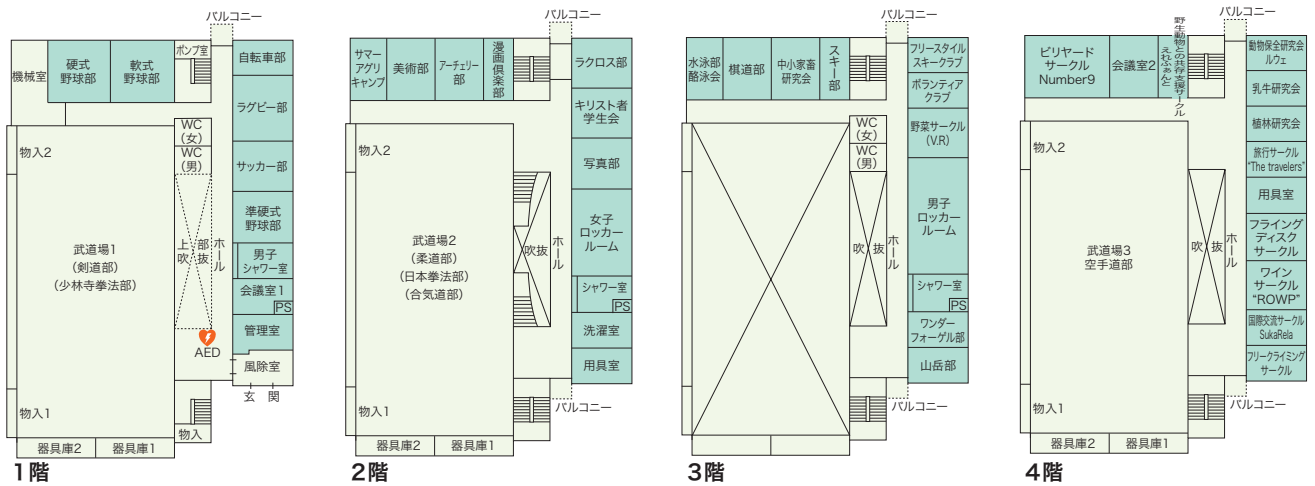 バルコニー
機械室
硬式
野球部
軟式
野球部
ポンプ室
自転車部
ラグビー部
WC
(女)
WC
(男)
サッカー部
物入2
準硬式
野球部
武道場1
(剣道部)
(少林寺拳法部)
上部
吹抜
ホール
男子
シャワー室
会議室1
PS
管理室
AED
風除室
玄関
物入1
物入
器具庫2
器具庫1
1階
バルコニー
サマー
アグリ
キャンプ
美術部
アーチェリー
部
漫画倶楽部
ラクロス部
キリスト者
学生会
物入2
写真部
女子
ロッカー
ルーム
武道場2
(柔道部)
(日本拳法部)
(合気道部)
吹抜
ホール
シャワー室
PS
洗濯室
用具室
バルコニー
物入1
器具庫2
器具庫1
2階
バルコニー
水泳部
酪泳会
棋道部
中小家畜
研究会
スキー部
フリースタイル
スキークラブ
ボランティア
クラブ
WC
(女)
WC
(男)
野菜サークル
(V.R)
男子
ロッカー
ルーム
吹抜
ホール
シャワー室
PS
ワンダー
フォーゲル部
山岳部
バルコニー
3階
バルコニー
ビリヤード
サークル
Number9
会議室2
野生動物との共存支援サークル
えれふぁんと
動物保全研究会
ルウェ
乳牛研究会
植林研究会
物入2
旅行サークル
"The travelers"
用具室
武道場3
空手道部
吹抜
ホール
フライング
ディスク
サークル
ワイン
サークル
"ROWP"
国際交流サークル
SukaRela
フリークライミング
サークル
バルコニー
物入1
器具庫2
器具庫1
4階